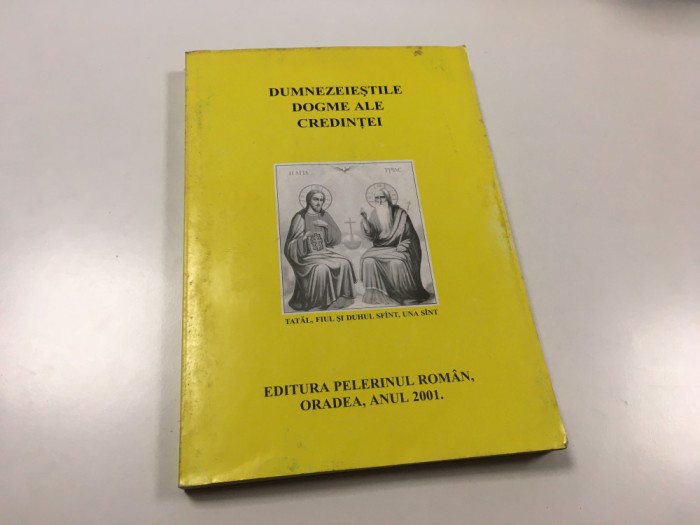 DUMNEZEIEȘTILE
DOGME ALE
CREDINȚEI
TATĂL, FIUL ȘI DUHUL SFÎNT, UNA SÎNT
EDITURA PELERINUL ROMÂN,
ORADEA, ANUL 2001.